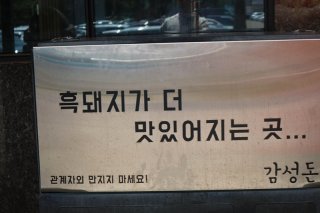 흑돼지가 더
맛있어지는 곳...
관계자외 만지지 마세요!
감성돈